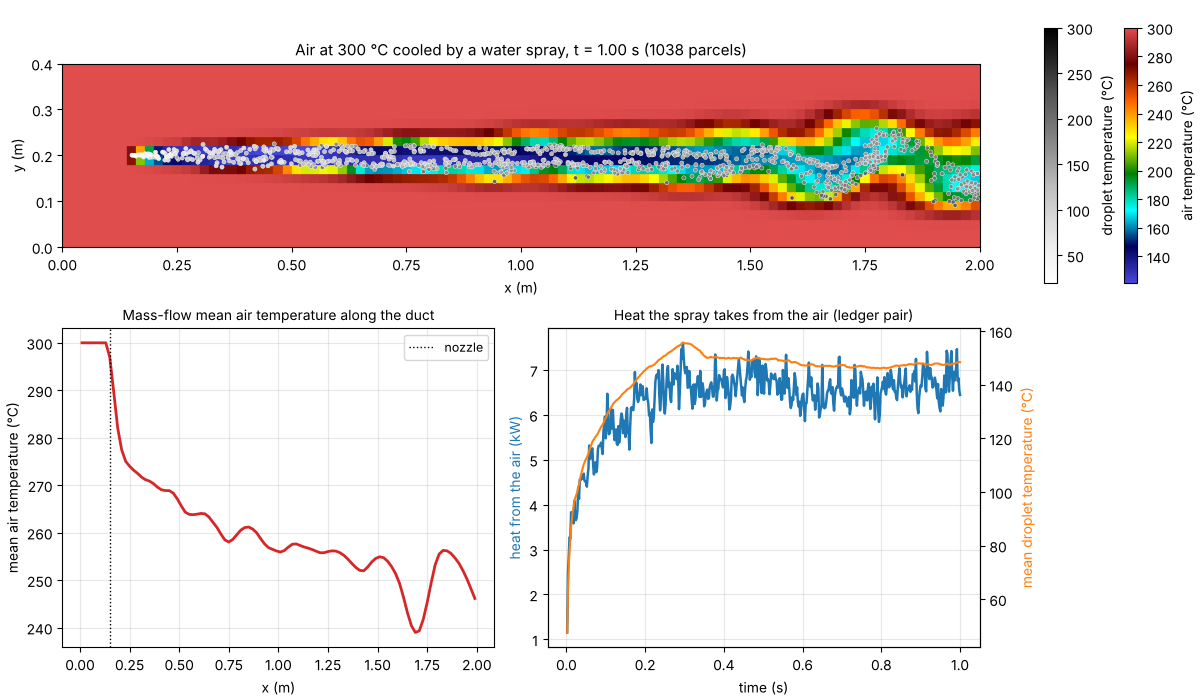 Air at 300 °C cooled by a water spray, t = 1.00 s (1038 parcels)
0.4
0.3
0.2
0.1
0.0
y (m)
0.00 0.25 0.50 0.75 1.00 1.25 1.50 1.75 2.00
x (m)
300
250
200
150
100
50
droplet temperature (°C)
300
280
260
240
220
200
180
160
140
air temperature (°C)
Mass-flow mean air temperature along the duct
nozzle
300
290
280
270
260
250
240
mean air temperature (°C)
0.00 0.25 0.50 0.75 1.00 1.25 1.50 1.75 2.00
x (m)
Heat the spray takes from the air (ledger pair)
7
6
5
4
3
2
1
heat from the air (kW)
160
140
120
100
80
60
mean droplet temperature (°C)
0.0 0.2 0.4 0.6 0.8 1.0
time (s)